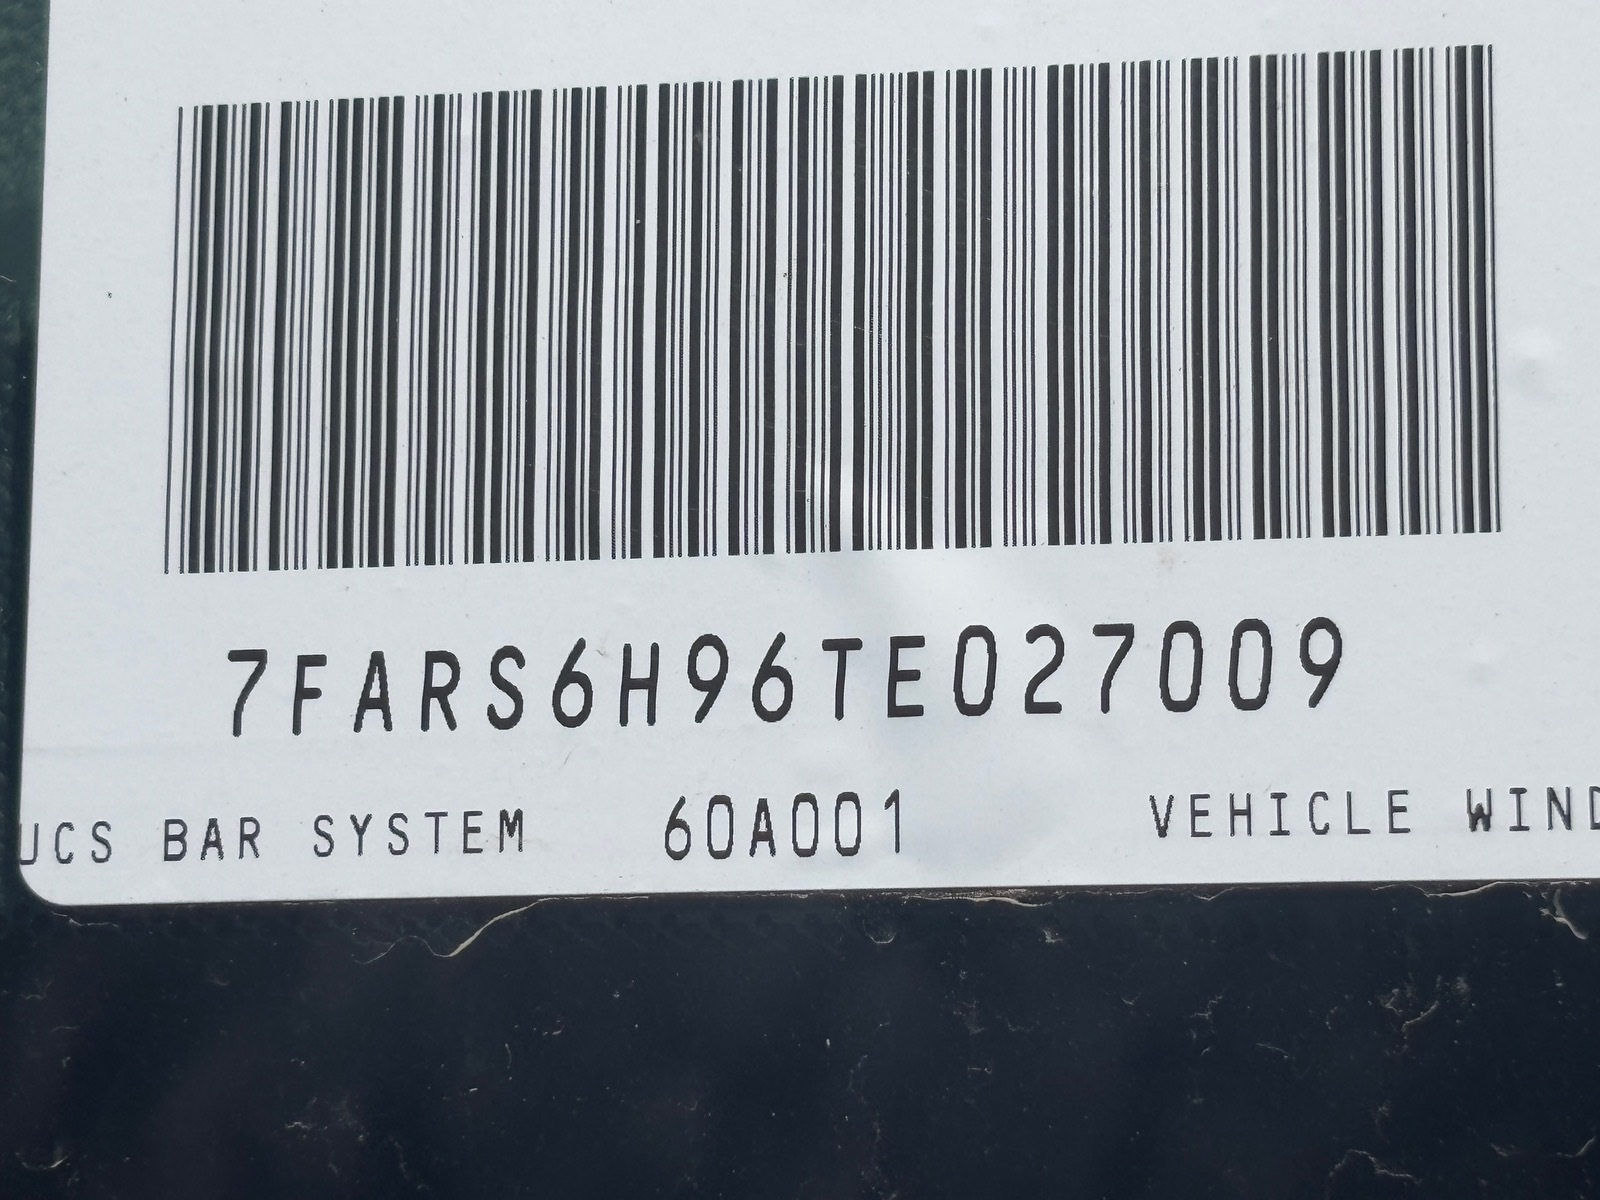 7FARS6H96TE027009
UCS BAR SYSTEM 60A001 VEHICLE WIND